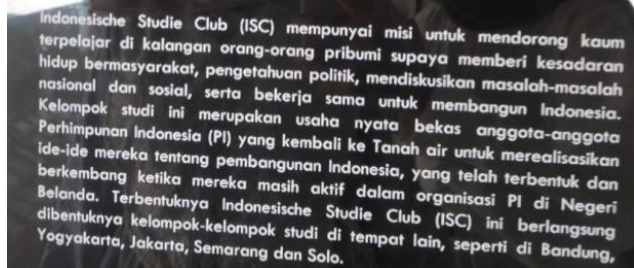 Indonesische Studie Club (ISC) mempunyai misi untuk mendorong kaum
terpelajar di kalangan orang-orang pribumi supaya memberi kesadaran
hidup bermasyarakat, pengetahuan politik, mendiskusikan masalah-masalah
nasional dan sosial, serta bekerja sama untuk membangun Indonesia.
Kelompok studi ini merupakan usaha nyata bekas anggota-anggota
Perhimpunan Indonesia (PI) yang kembali ke Tanah air untuk merealisasikan
ide-ide mereka tentang pembangunan Indonesia, yang telah terbentuk dan
berkembang ketika mereka masih aktif dalam organisasi PI di Negeri
Belanda. Terbentuknya Indonesische Studie Club (ISC) ini berlangsung
dibentuknya kelompok-kelompok studi di tempat lain, seperti di Bandung,
Yogyakarta, Jakarta, Semarang dan Solo.